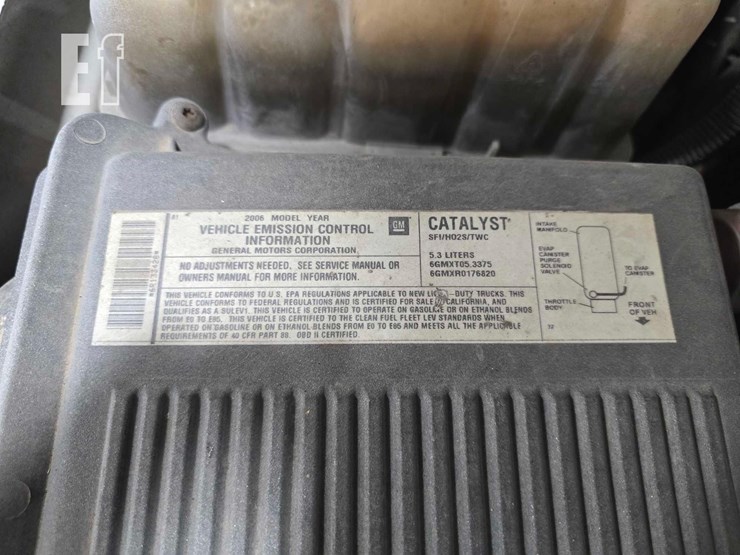 Ef
2006 MODEL YEAR
VEHICLE EMISSION CONTROL
INFORMATION
GENERAL MOTORS CORPORATION
GM
NO ADJUSTMENTS NEEDED. SEE SERVICE MANUAL OR
OWNERS MANUAL FOR MORE INFORMATION.
CATALYST
SFI/HO2S/TWC
5.3 LITERS
6GMXT05.3375
6GMXR0176820
THIS VEHICLE CONFORMS TO U.S. EPA REGULATIONS APPLICABLE TO NEW -DUTY TRUCKS. THIS
VEHICLE CONFORMS TO FEDERAL REGULATIONS AND IS CERTIFIED FOR SALE CALIFORNIA, AND
QUALIFIES AS A BULEV1. THIS VEHICLE IS CERTIFIED TO OPERATE ON GASOLINE OR ON ETHANOL BLENDS
FROM E0 TO E85. THIS VEHICLE IS CERTIFIED TO THE CLEAN FUEL FLEET LEV STANDARDS WHEN
OPERATED ON GASOLINE OR ON ETHANOL BLENDS FROM E0 TO E85 AND MEETS ALL THE APPLICABLE
REQUIREMENTS OF 40 CFR PART 88. OBD II CERTIFIED.
INTAKE
MANIFOLD
EVAP
CANISTER
PURGE
SOLENOID
VALVE
TO EVAP
CANISTER
THROTTLE
BODY
FRONT
OF VEH